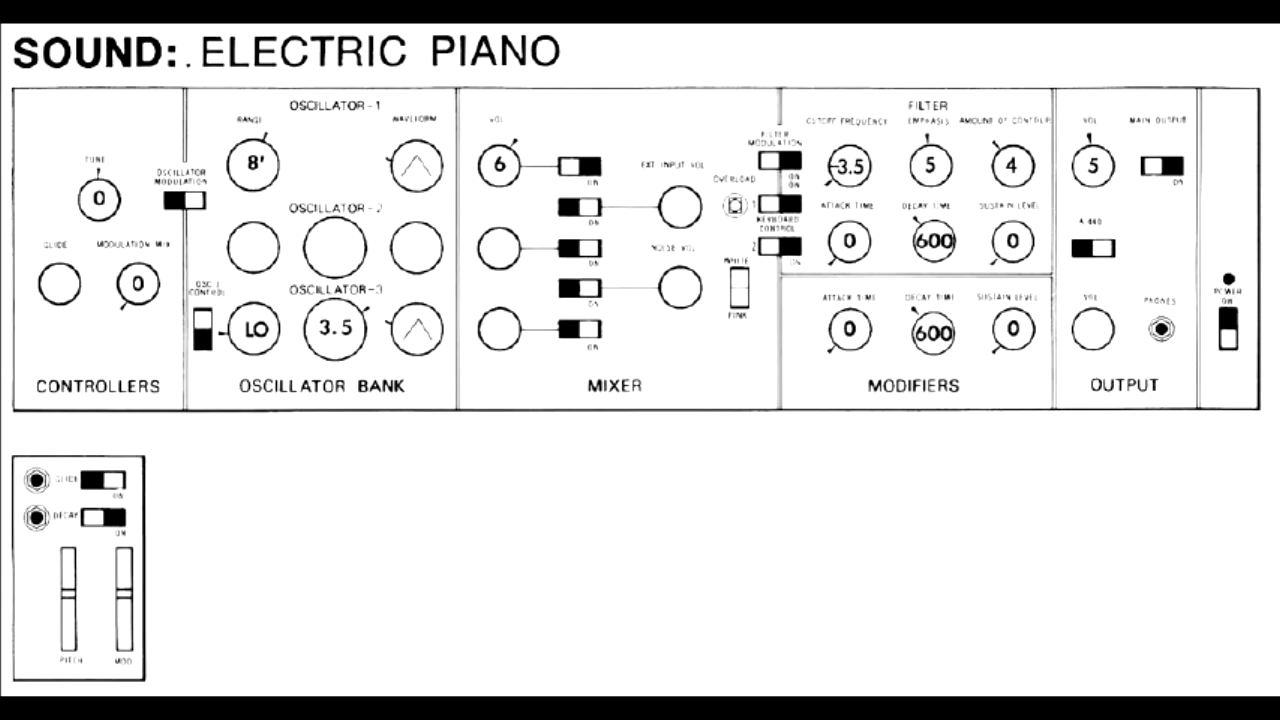 SOUND: . ELECTRIC PIANO
OSCILLATOR-1
RANGE
WAVEFORM
8'
TUNE
0
OSCILLATOR
MODULATION
GLIDE
MODULATION MIX
0
OSCILLATOR-2
OSCILLATOR-3
OSC. 3
CONTROL
LO
3.5
CONTROLLERS
OSCILLATOR BANK
VOL
6
ON
EXT. INPUT VOL
ON
OVERLOAD
NOISE VOL
ON
ON
WHITE
PINK
ON
MIXER
FILTER
MODULATION
ON
ON
1
KEYBOARD
CONTROL
2
ON
FILTER
CUTOFF FREQUENCY
EMPHASIS
AMOUNT OF CONTOUR
-3.5
5
4
ATTACK TIME
DECAY TIME
SUSTAIN LEVEL
0
600
0
ATTACK TIME
DECAY TIME
SUSTAIN LEVEL
0
600
0
MODIFIERS
VOL
MAIN OUTPUT
5
ON
A-440
VOL
PHONES
OUTPUT
POWER
ON
GLIDE
ON
DECAY
ON
PITCH
MOD